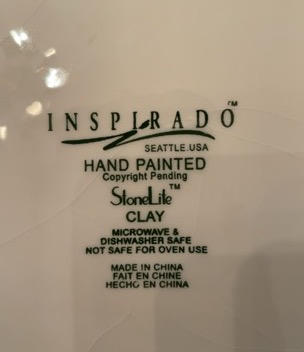 INSPIRADO™
SEATTLE.USA
HAND PAINTED
Copyright Pending
StoneLite™
CLAY
MICROWAVE &
DISHWASHER SAFE
NOT SAFE FOR OVEN USE
MADE IN CHINA
FAIT EN CHINE
HECHO EN CHINA